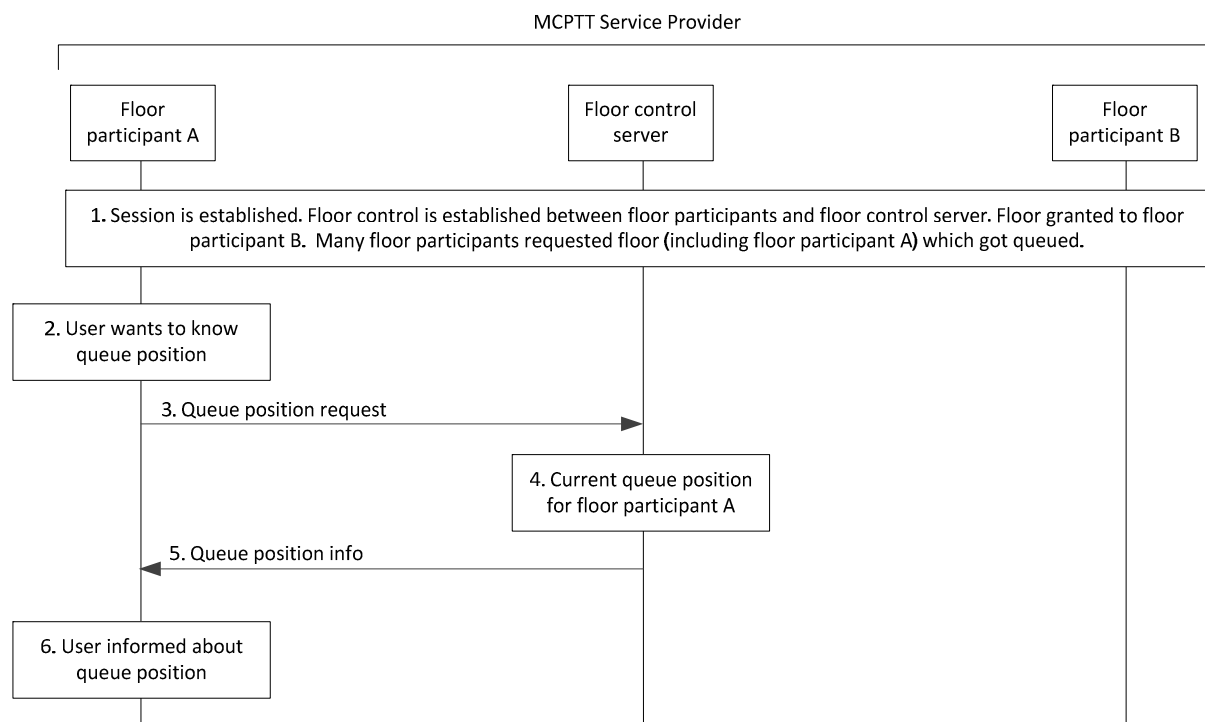 MCPTT Service Provider
Floor
participant A
Floor control
server
Floor
participant B
1. Session is established. Floor control is established between floor participants and floor control server. Floor granted to floor
participant B.  Many floor participants requested floor (including floor participant A) which got queued.
2. User wants to know
queue position
3. Queue position request
4. Current queue position
for floor participant A
5. Queue position info
6. User informed about
queue position